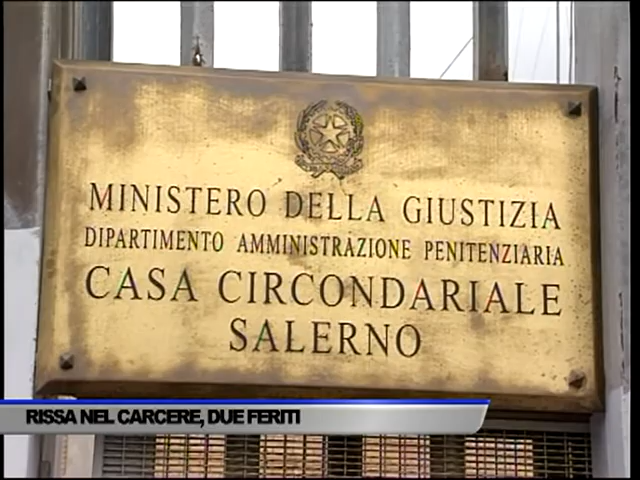 MINISTERO DELLA GIUSTIZIA
DIPARTIMENTO AMMINISTRAZIONE PENITENZIARIA
CASA CIRCONDARIALE
SALERNO
RISSA NEL CARCERE, DUE FERITI